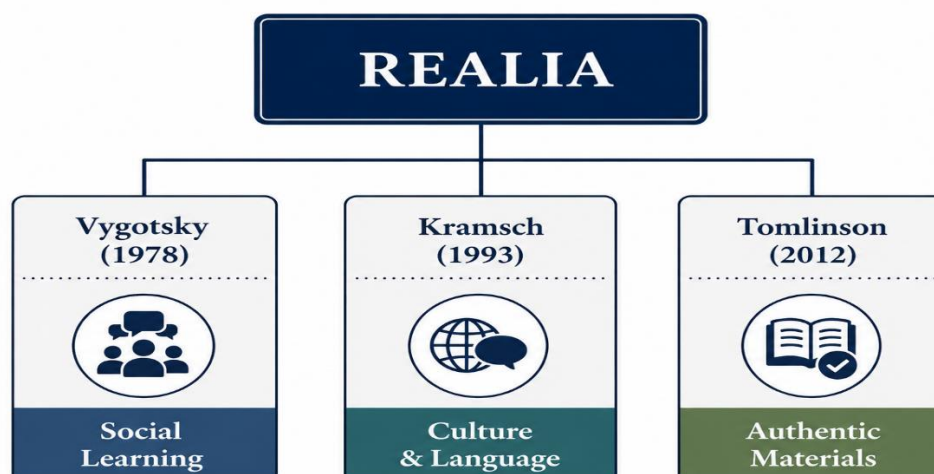 REALIA
Vygotsky
(1978)
Social
Learning
Kramsch
(1993)
Culture
& Language
Tomlinson
(2012)
Authentic
Materials